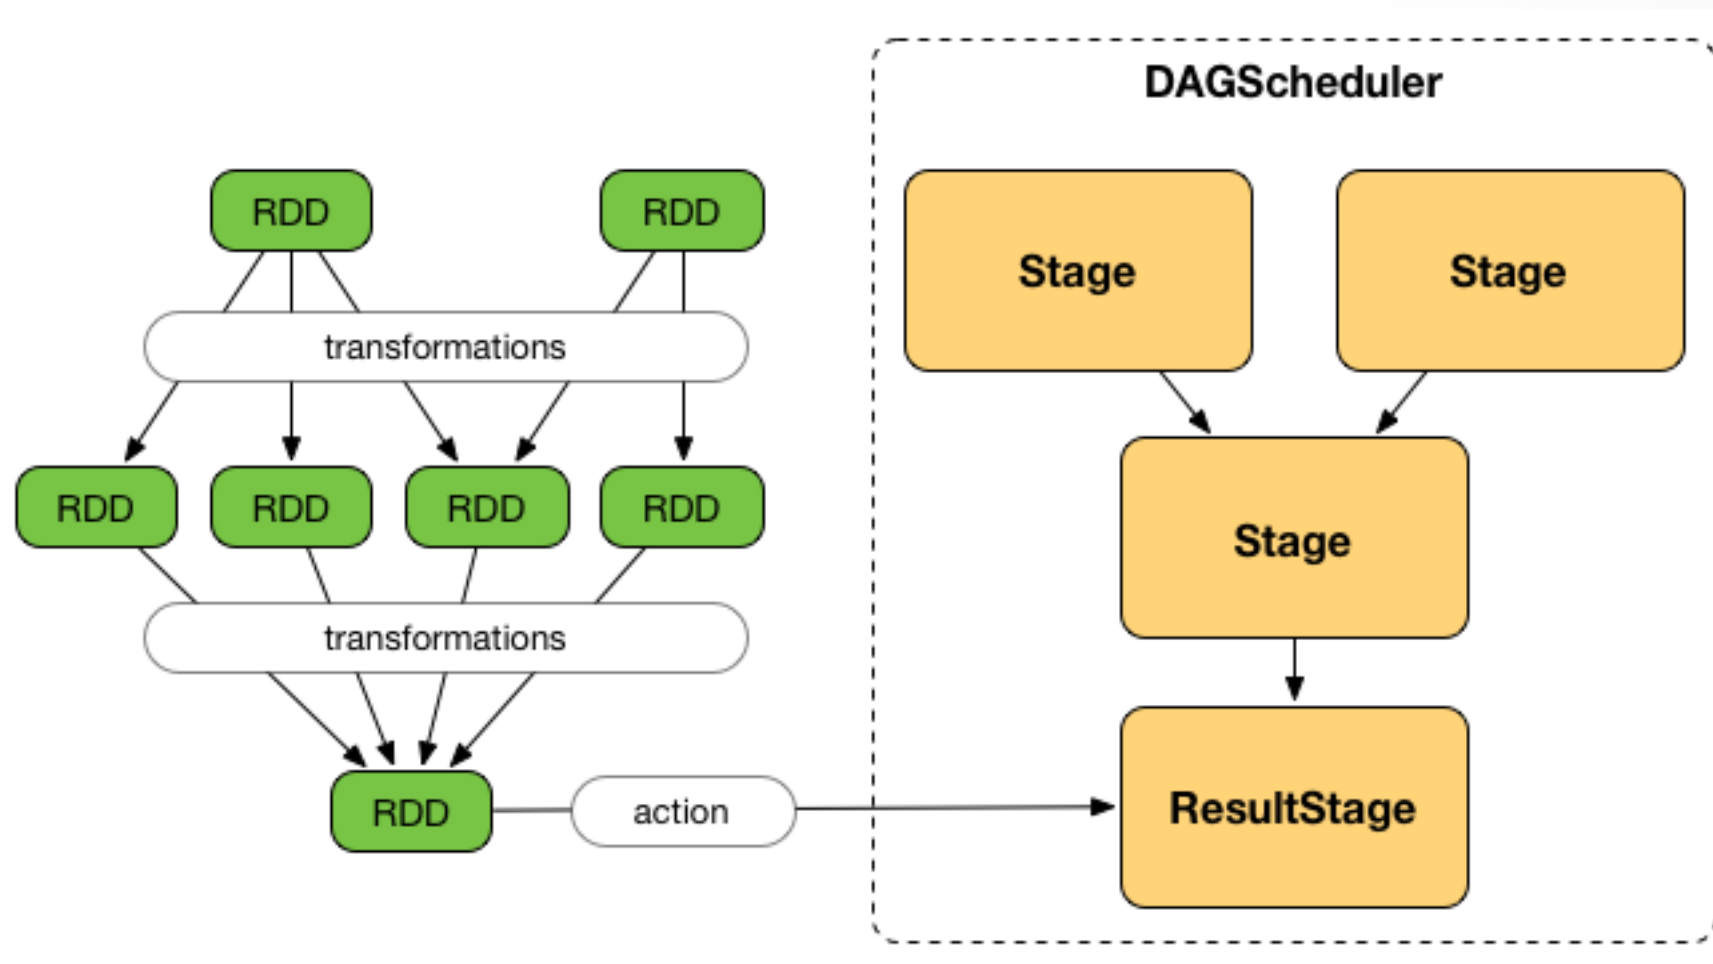 DAGScheduler
RDD
RDD
transformations
RDD
RDD
RDD
RDD
transformations
RDD
action
Stage
Stage
Stage
ResultStage